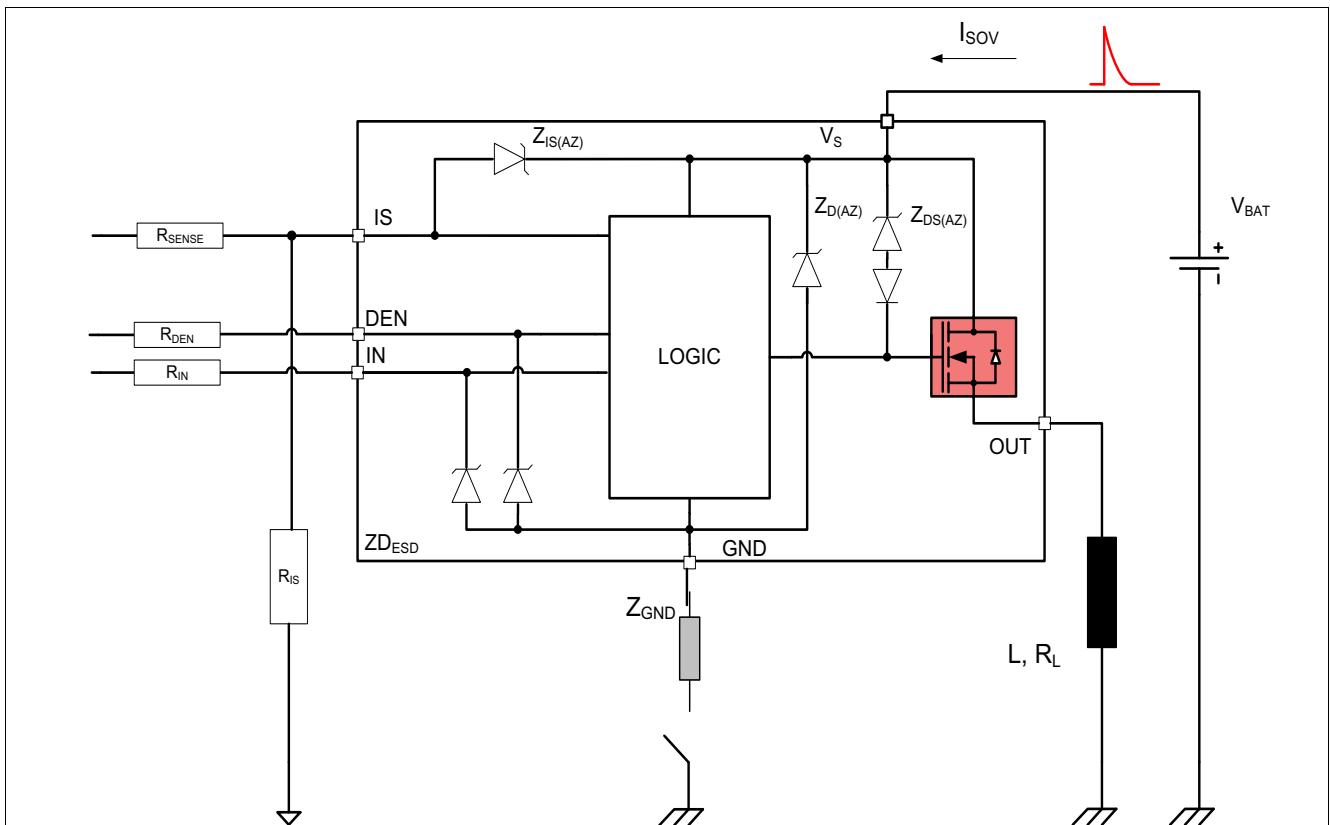 I_SOV
Z_IS(AZ)
V_S
IS
Z_D(AZ)
Z_DS(AZ)
V_BAT
R_SENSE
+
-
DEN
R_DEN
LOGIC
IN
R_IN
OUT
ZD_ESD
GND
R_IS
Z_GND
L, R_L